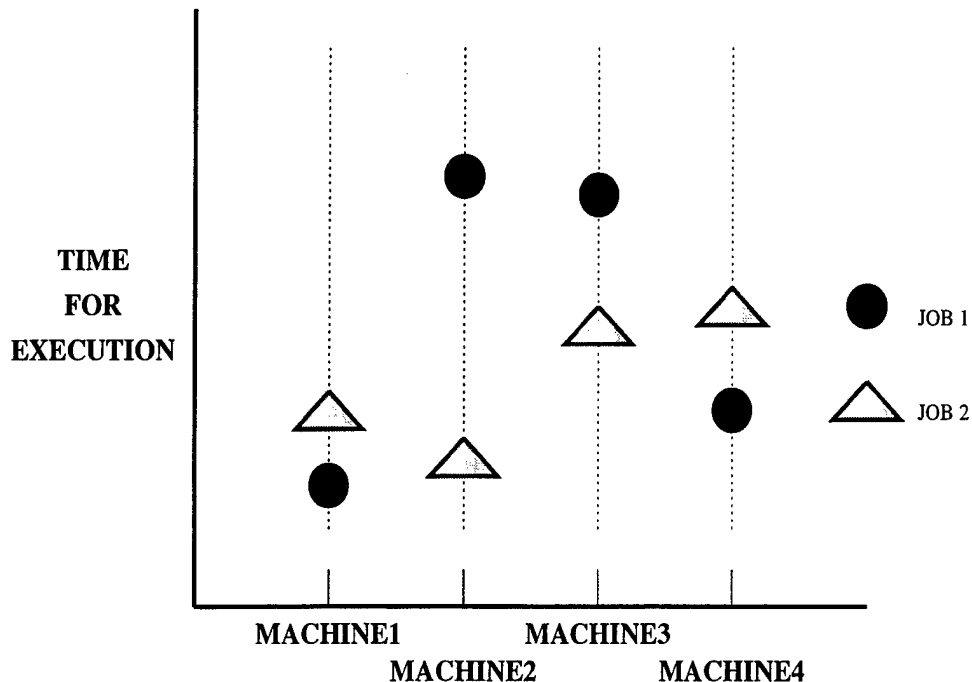 TIME
FOR
EXECUTION
JOB 1
JOB 2
MACHINE1
MACHINE2
MACHINE3
MACHINE4